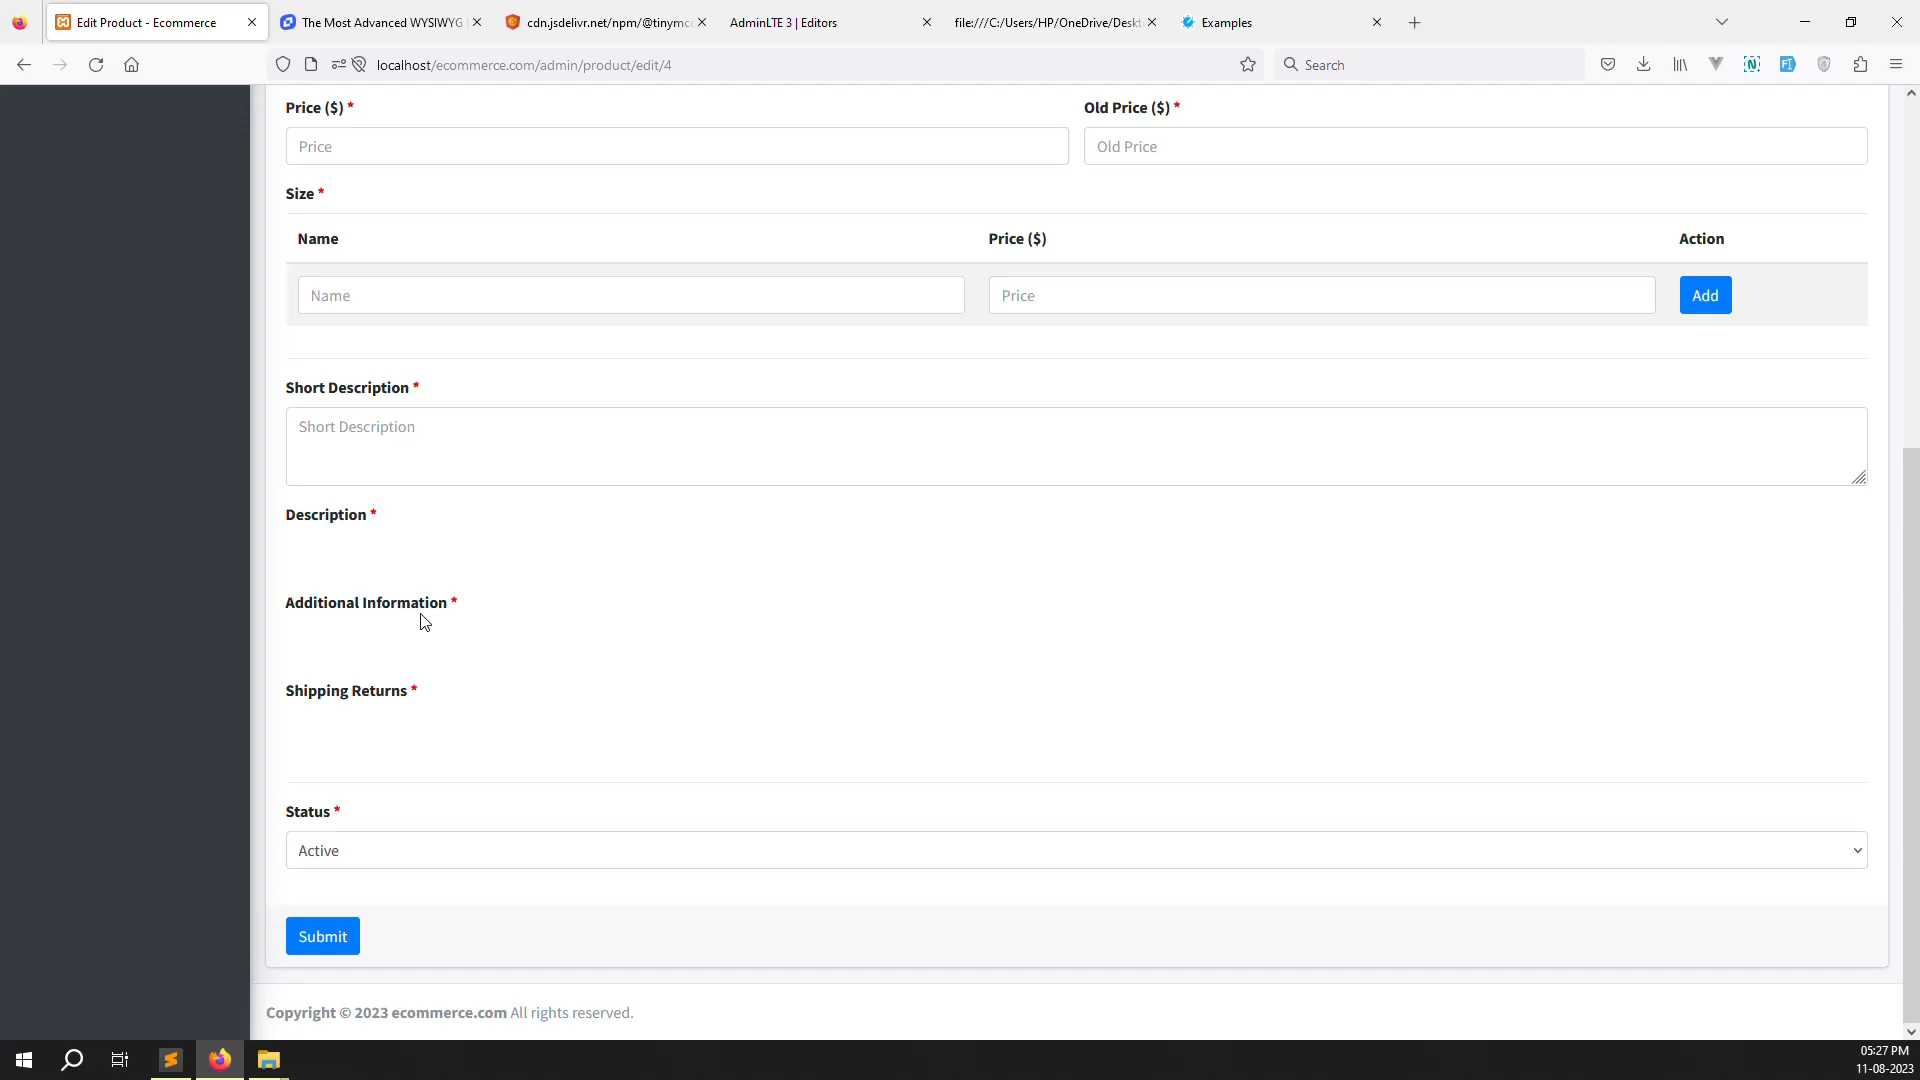 Edit Product - Ecommerce
The Most Advanced WYSIWYG
cdn.jsdelivr.net/npm/@tinymc
AdminLTE 3 | Editors
file:///C:/Users/HP/OneDrive/Deskt
Examples
localhost/ecommerce.com/admin/product/edit/4
Search
Price ($) *
Old Price ($) *
Price
Old Price
Size *
Name
Price ($)
Action
Name
Price
Add
Short Description *
Short Description
Description *
Additional Information *
Shipping Returns *
Status *
Active
Submit
Copyright © 2023 ecommerce.com All rights reserved.
05:27 PM
11-08-2023